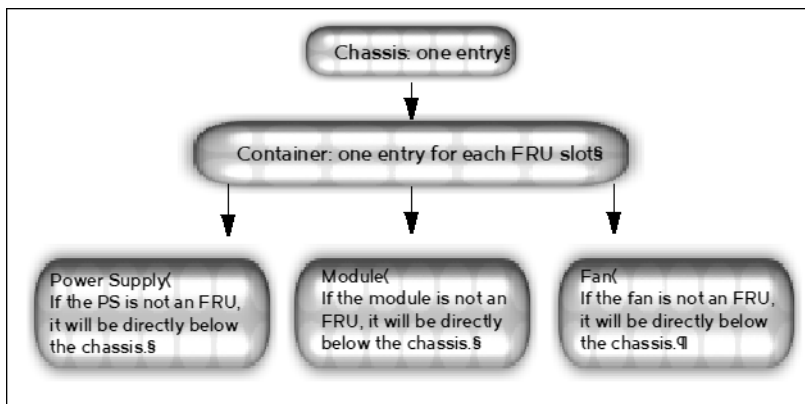 Chassis: one entry§
Container: one entry for each FRU slot§
Power Supply(
If the PS is not an FRU,
it will be directly below
the chassis.§
Module(
If the module is not an
FRU, it will be directly
below the chassis.§
Fan(
If the fan is not an FRU,
it will be directly below
the chassis.¶